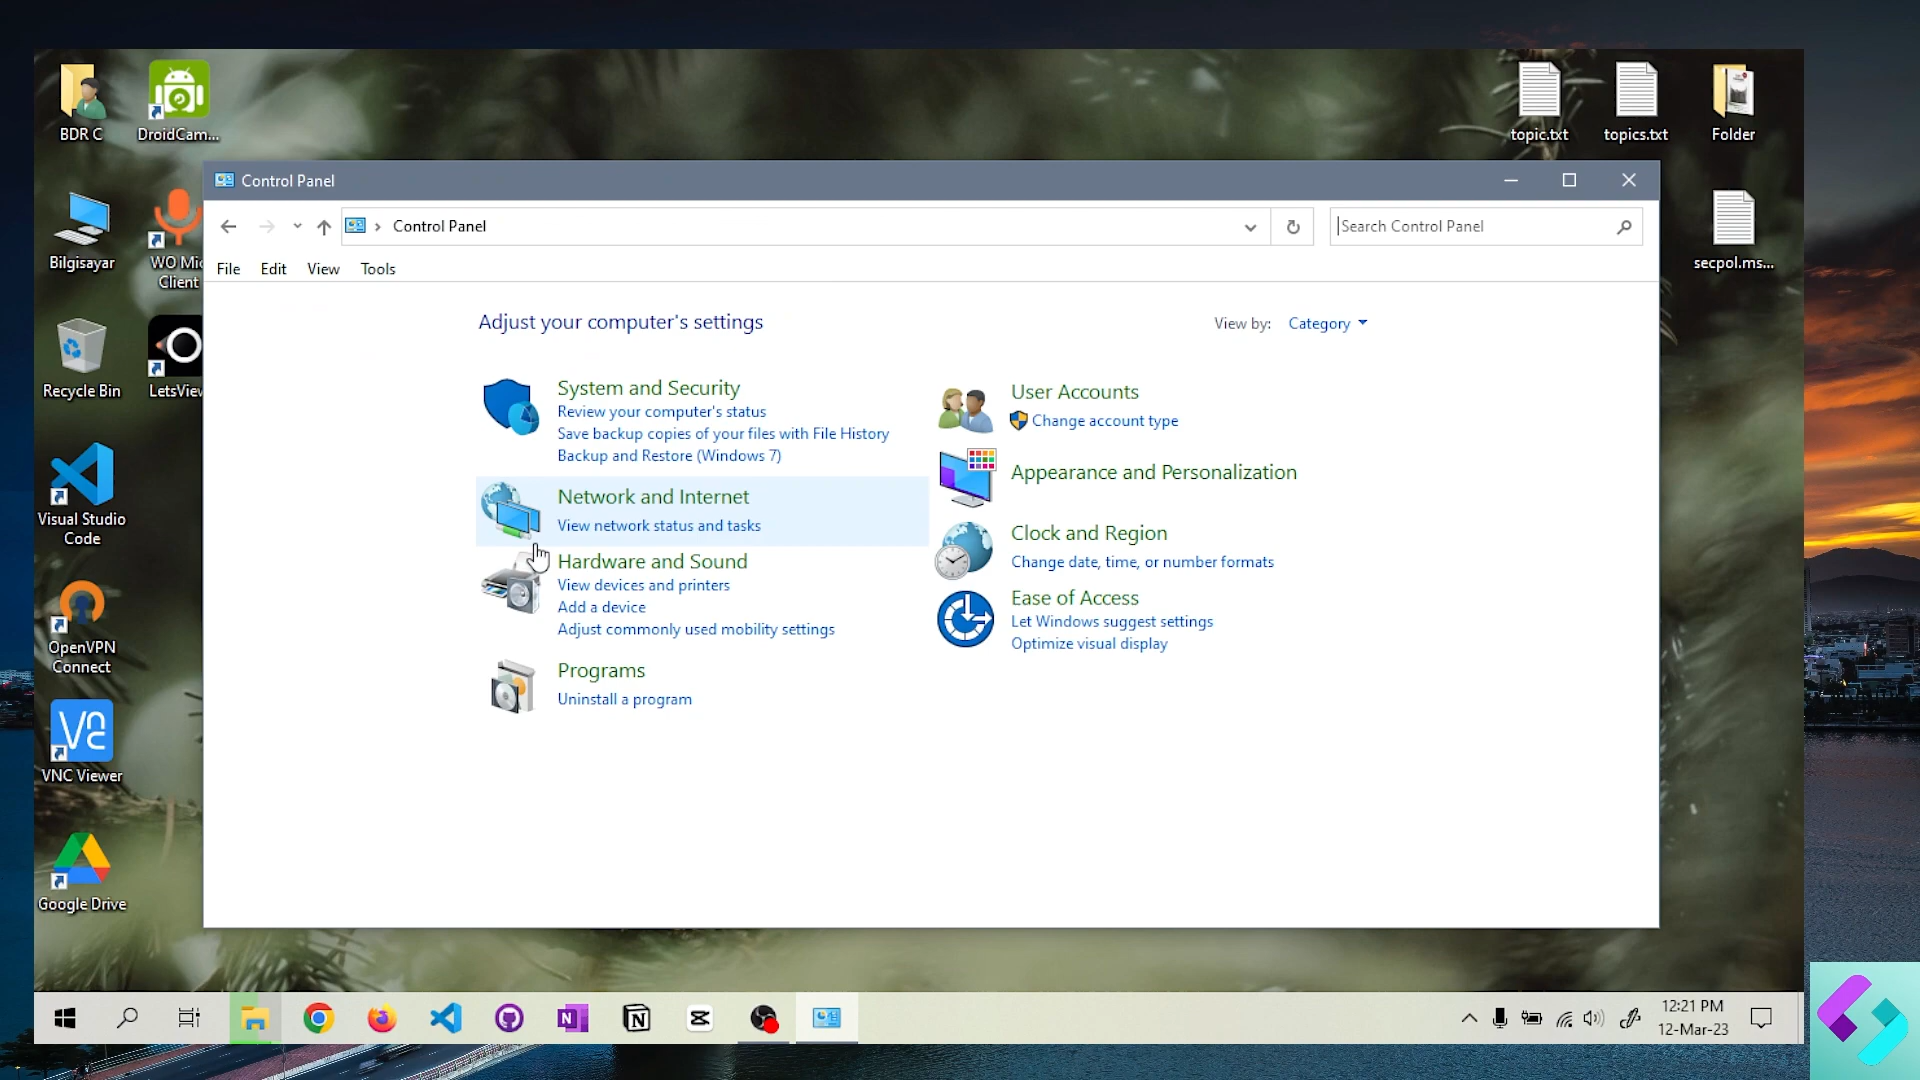 BDR C
DroidCam...
topic.txt
topics.txt
Folder
Bilgisayar
WO Mic
Client
secpol.ms...
Recycle Bin
LetsView
Visual Studio
Code
OpenVPN
Connect
VNC Viewer
Google Drive
Control Panel
Control Panel
Search Control Panel
File
Edit
View
Tools
Adjust your computer's settings
View by:
Category
System and Security
Review your computer's status
Save backup copies of your files with File History
Backup and Restore (Windows 7)
Network and Internet
View network status and tasks
Hardware and Sound
View devices and printers
Add a device
Adjust commonly used mobility settings
Programs
Uninstall a program
User Accounts
Change account type
Appearance and Personalization
Clock and Region
Change date, time, or number formats
Ease of Access
Let Windows suggest settings
Optimize visual display
12:21 PM
12-Mar-23